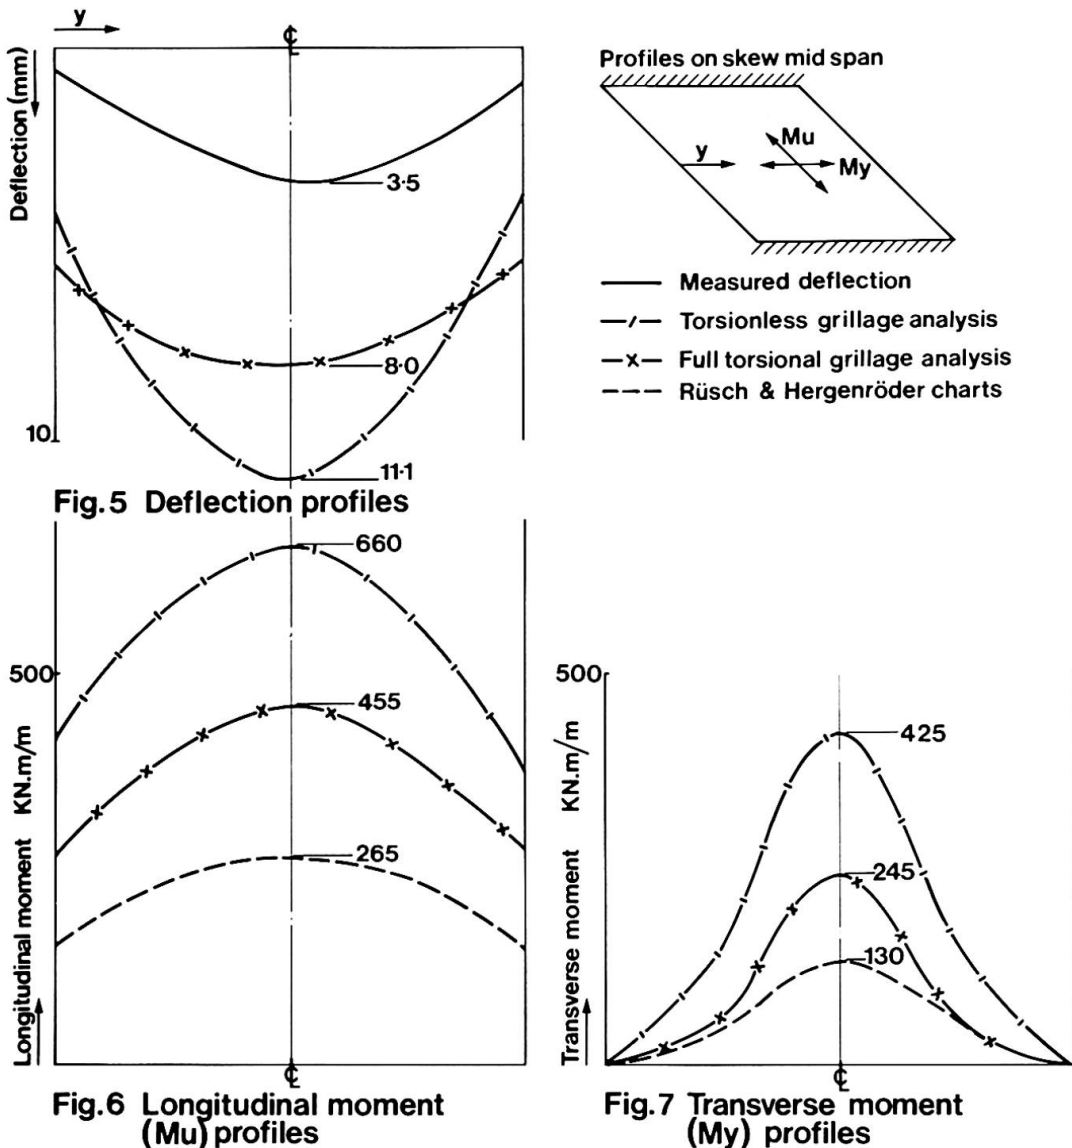 y
℄
Deflection (mm)
3·5
8·0
10
11·1
Fig.5 Deflection profiles
Profiles on skew mid span
Mu
y
My
Measured deflection
Torsionless grillage analysis
Full torsional grillage analysis
Rüsch & Hergenröder charts
660
500
455
265
Longitudinal moment KN.m/m
℄
Fig.6 Longitudinal moment
(Mu) profiles
500
425
245
130
Transverse moment KN.m/m
℄
Fig.7 Transverse moment
(My) profiles